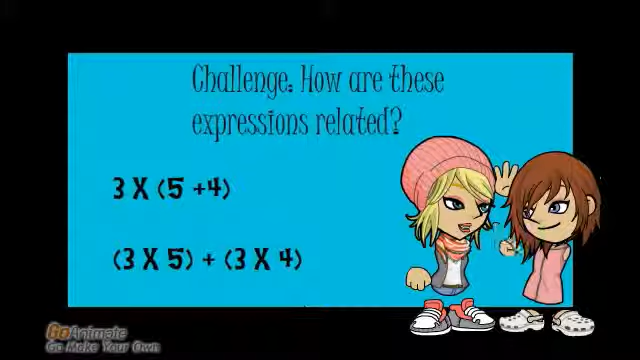 Challenge: How are these
expressions related?
3 X (5 +4)
(3 X 5) + (3 X 4)
GoAnimate
Go Make Your Own